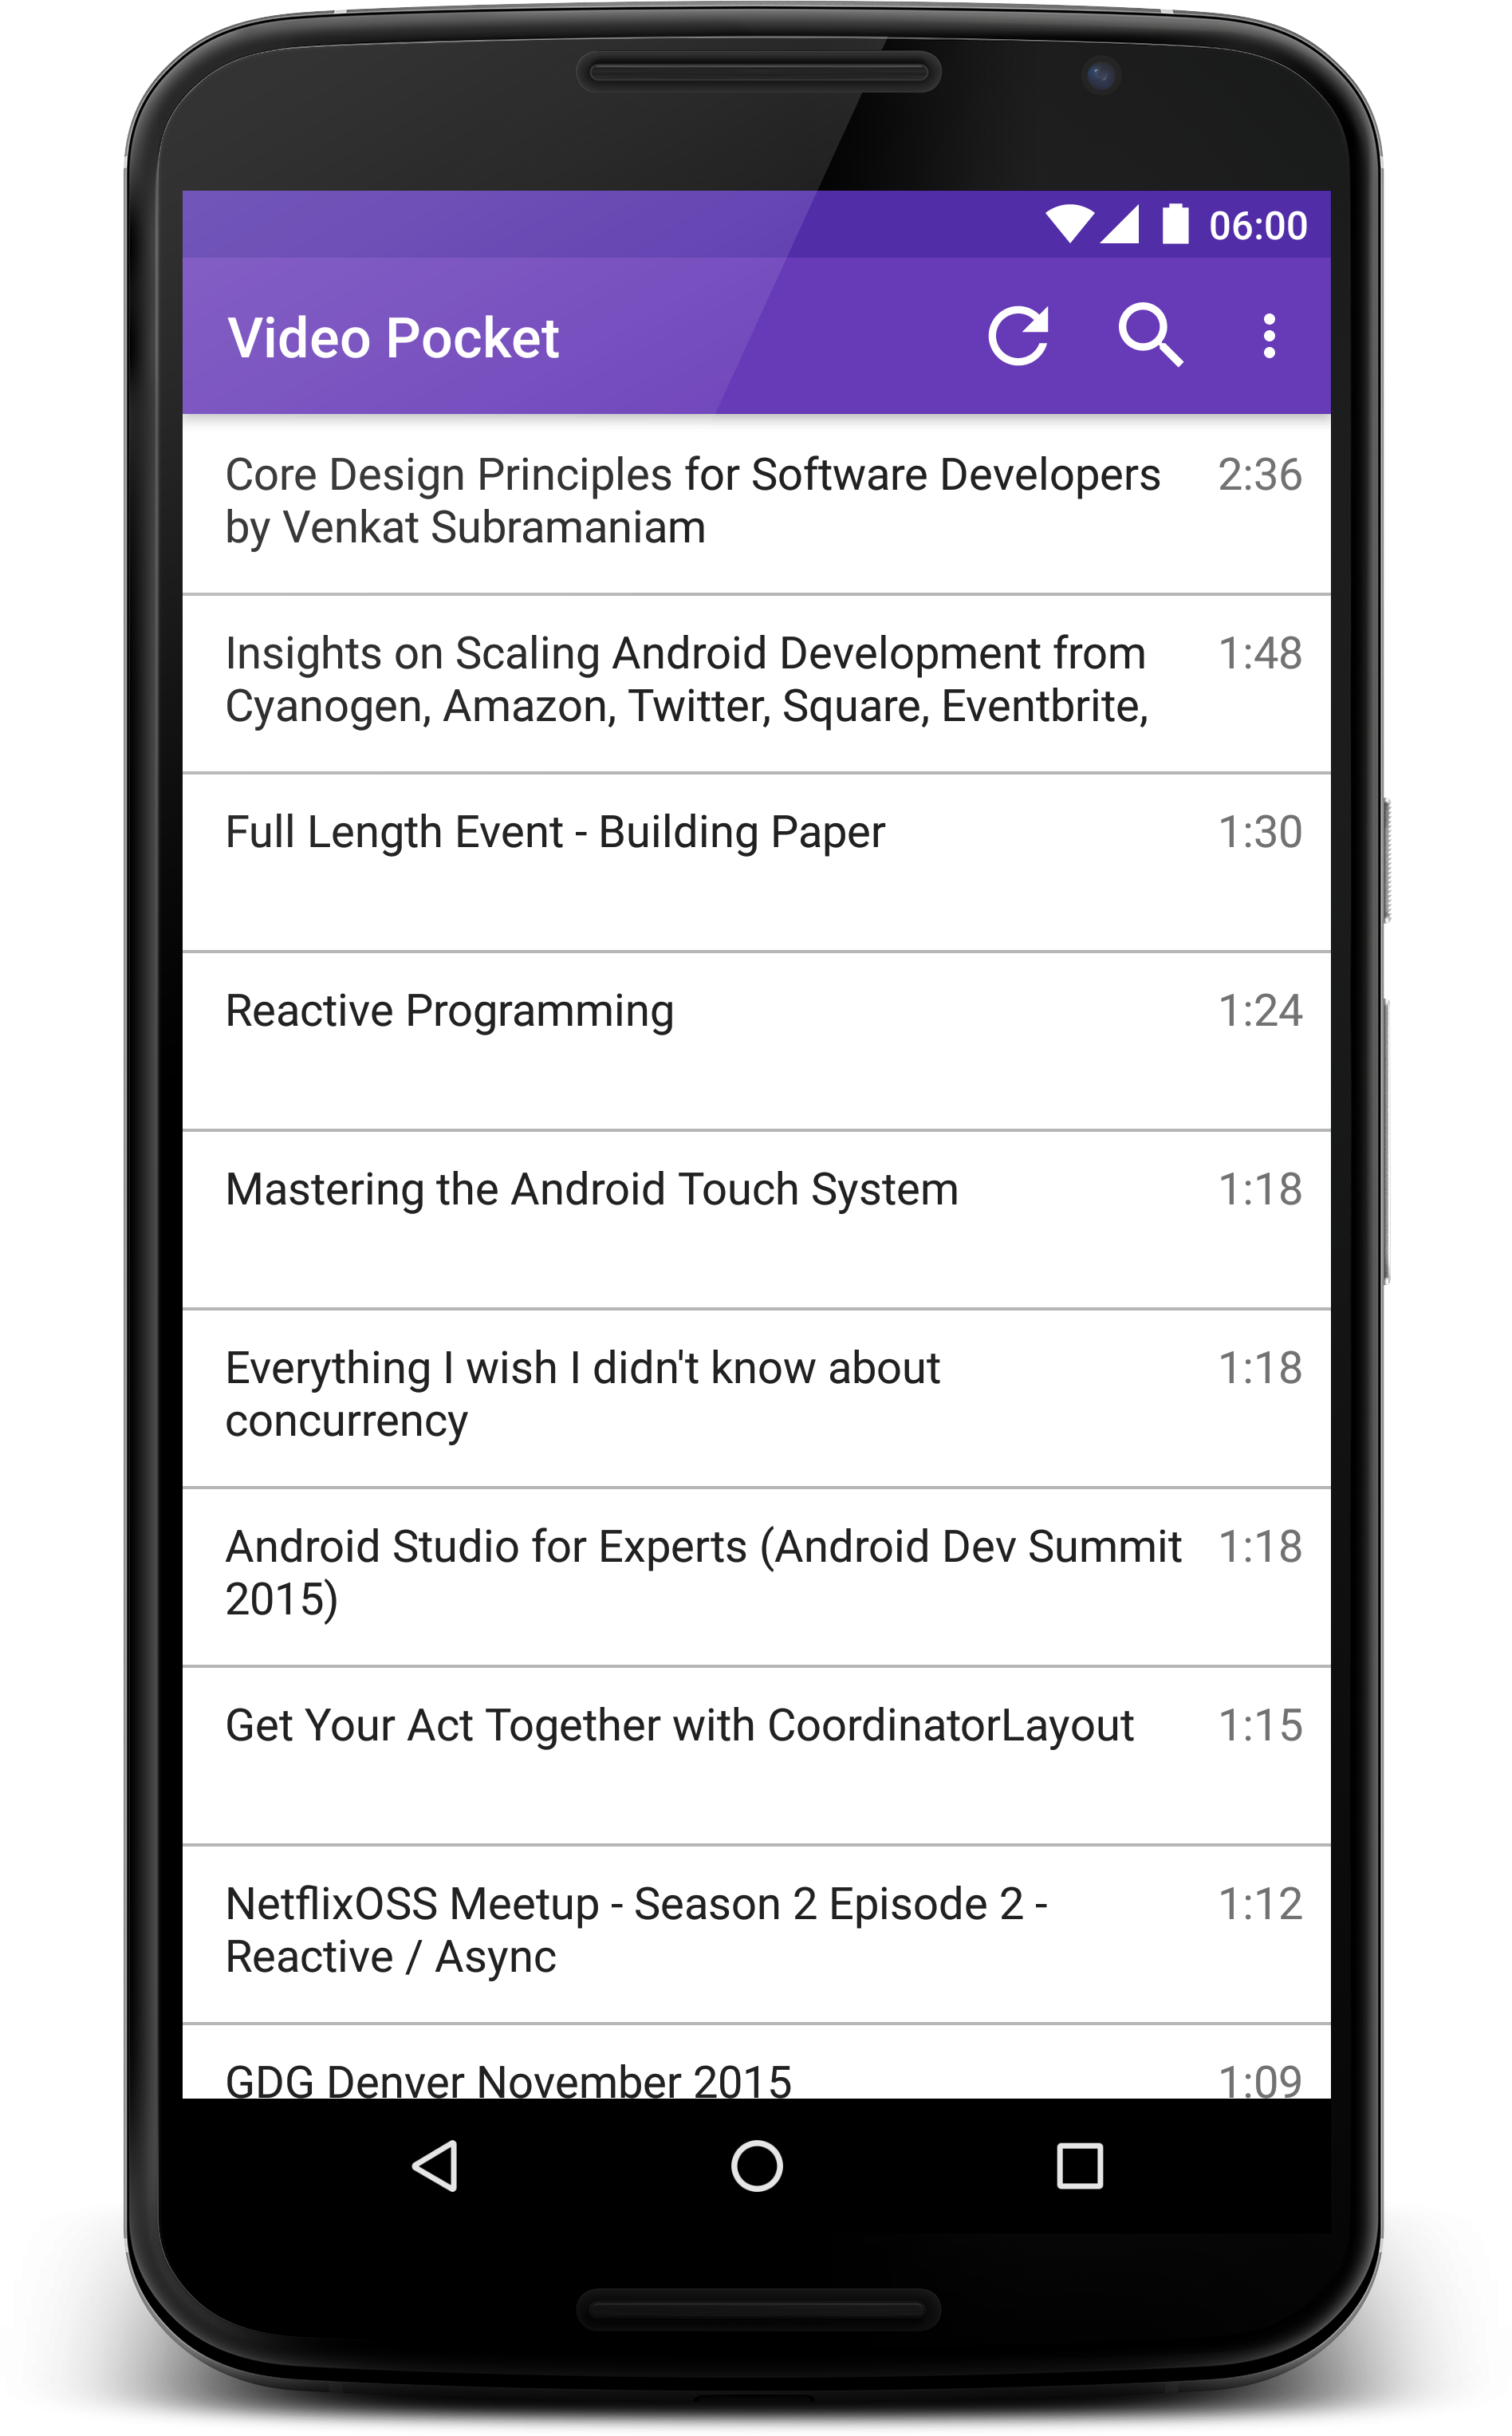 06:00
Video Pocket
Core Design Principles for Software Developers 2:36
by Venkat Subramaniam
Insights on Scaling Android Development from 1:48
Cyanogen, Amazon, Twitter, Square, Eventbrite,
Full Length Event - Building Paper 1:30
Reactive Programming 1:24
Mastering the Android Touch System 1:18
Everything I wish I didn't know about 1:18
concurrency
Android Studio for Experts (Android Dev Summit 1:18
2015)
Get Your Act Together with CoordinatorLayout 1:15
NetflixOSS Meetup - Season 2 Episode 2 - 1:12
Reactive / Async
GDG Denver November 2015 1:09